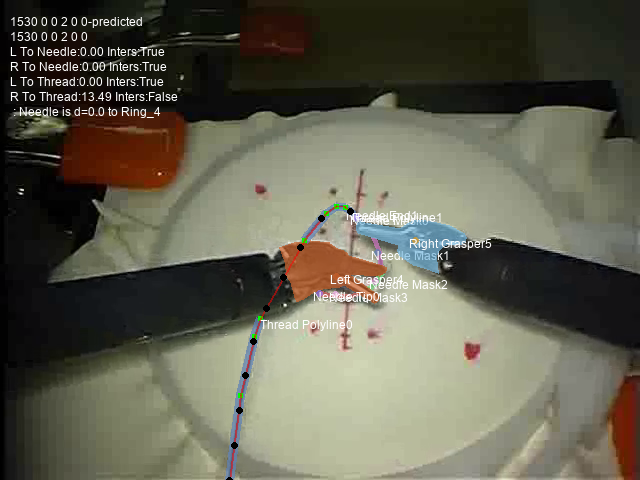 1530 0 0 2 0 0-predicted
1530 0 0 2 0 0
L To Needle:0.00 Inters:True
R To Needle:0.00 Inters:True
L To Thread:0.00 Inters:True
R To Thread:13.49 Inters:False
: Needle is d=0.0 to Ring_4
Right Grasper5
Needle Mask1
Left Grasper4
Needle Mask2
Needle Tip0
Mask3
Thread Polyline0